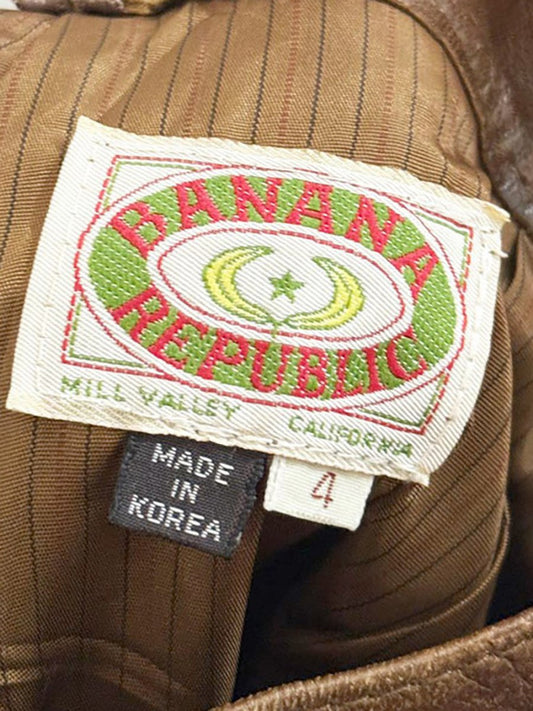 BANANA
REPUBLIC
MILL VALLEY CALIFORNIA
MADE
IN
KOREA
4